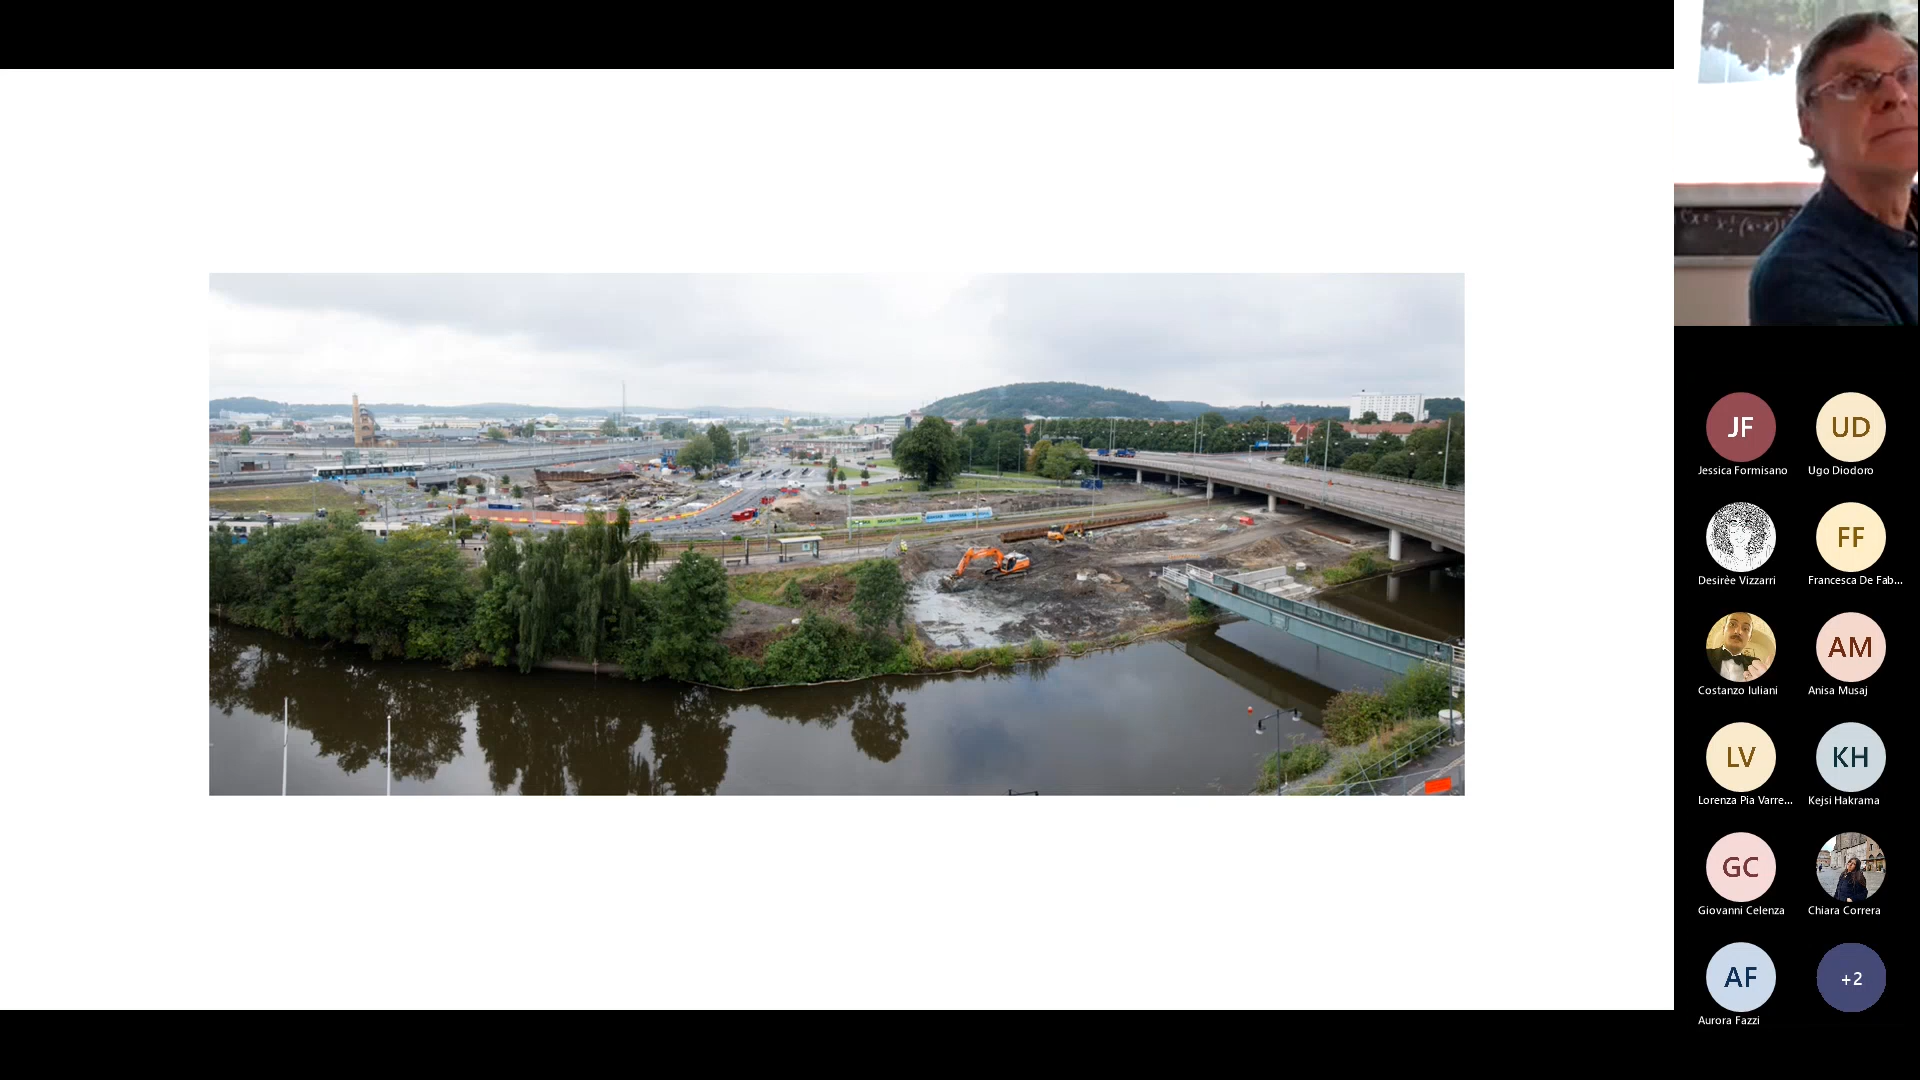 JF
UD
Jessica Formisano
Ugo Diodoro
FF
Desirèe Vizzarri
Francesca De Fab...
AM
Costanzo Iuliani
Anisa Musaj
LV
KH
Lorenza Pia Varre...
Kejsi Hakrama
GC
Giovanni Celenza
Chiara Correra
AF
+2
Aurora Fazzi